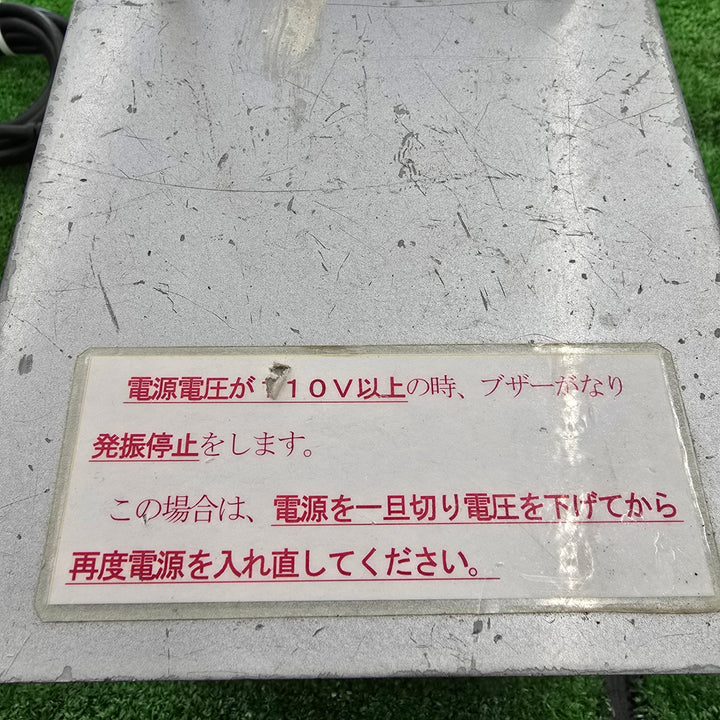 電源電圧が110V以上の時、ブザーがなり
発振停止をします。
この場合は、電源を一旦切り電圧を下げてから
再度電源を入れ直してください。